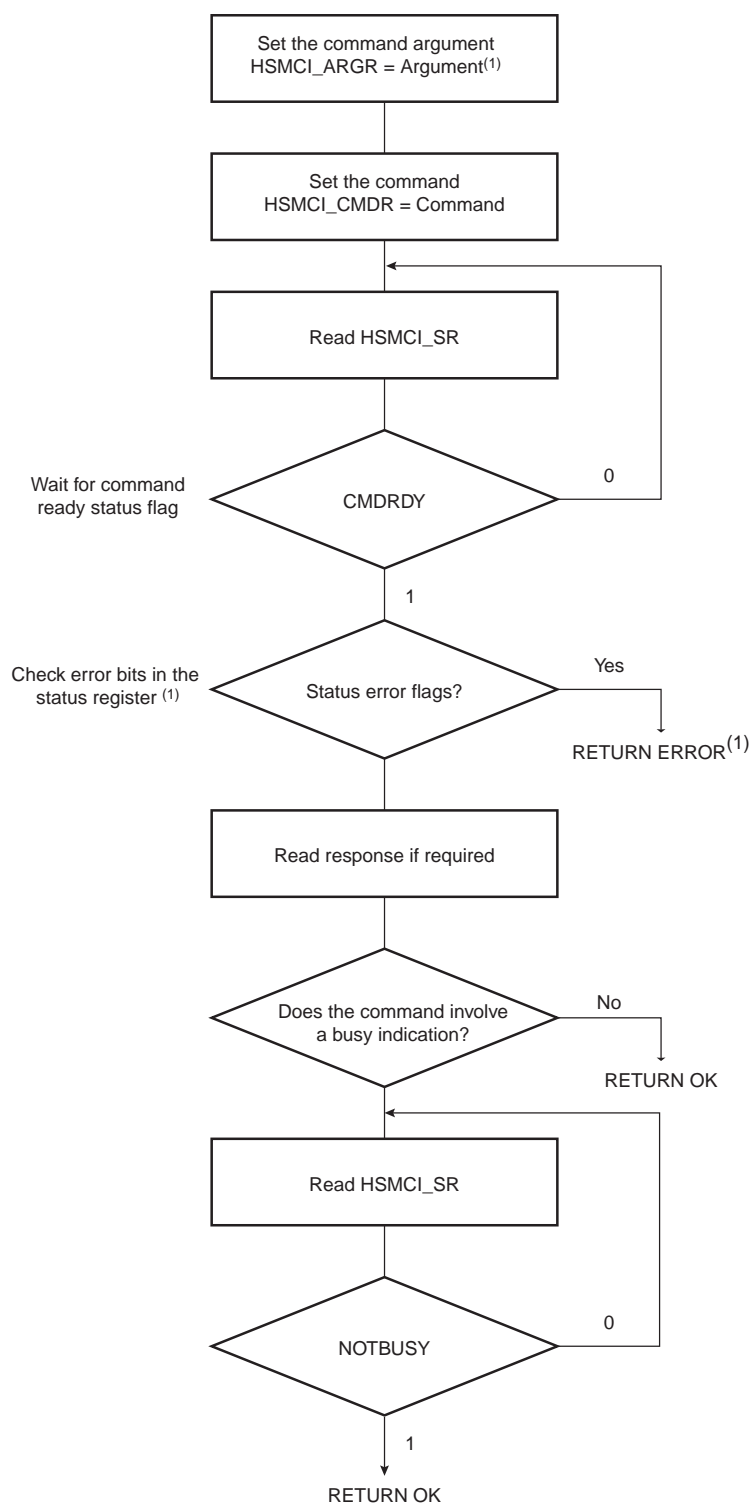 Set the command argument
HSMCI_ARGR = Argument(1)
Set the command
HSMCI_CMDR = Command
Read HSMCI_SR
Wait for command
ready status flag
CMDRDY
0
1
Check error bits in the
status register (1)
Status error flags?
Yes
RETURN ERROR(1)
Read response if required
Does the command involve
a busy indication?
No
RETURN OK
Read HSMCI_SR
NOTBUSY
0
1
RETURN OK